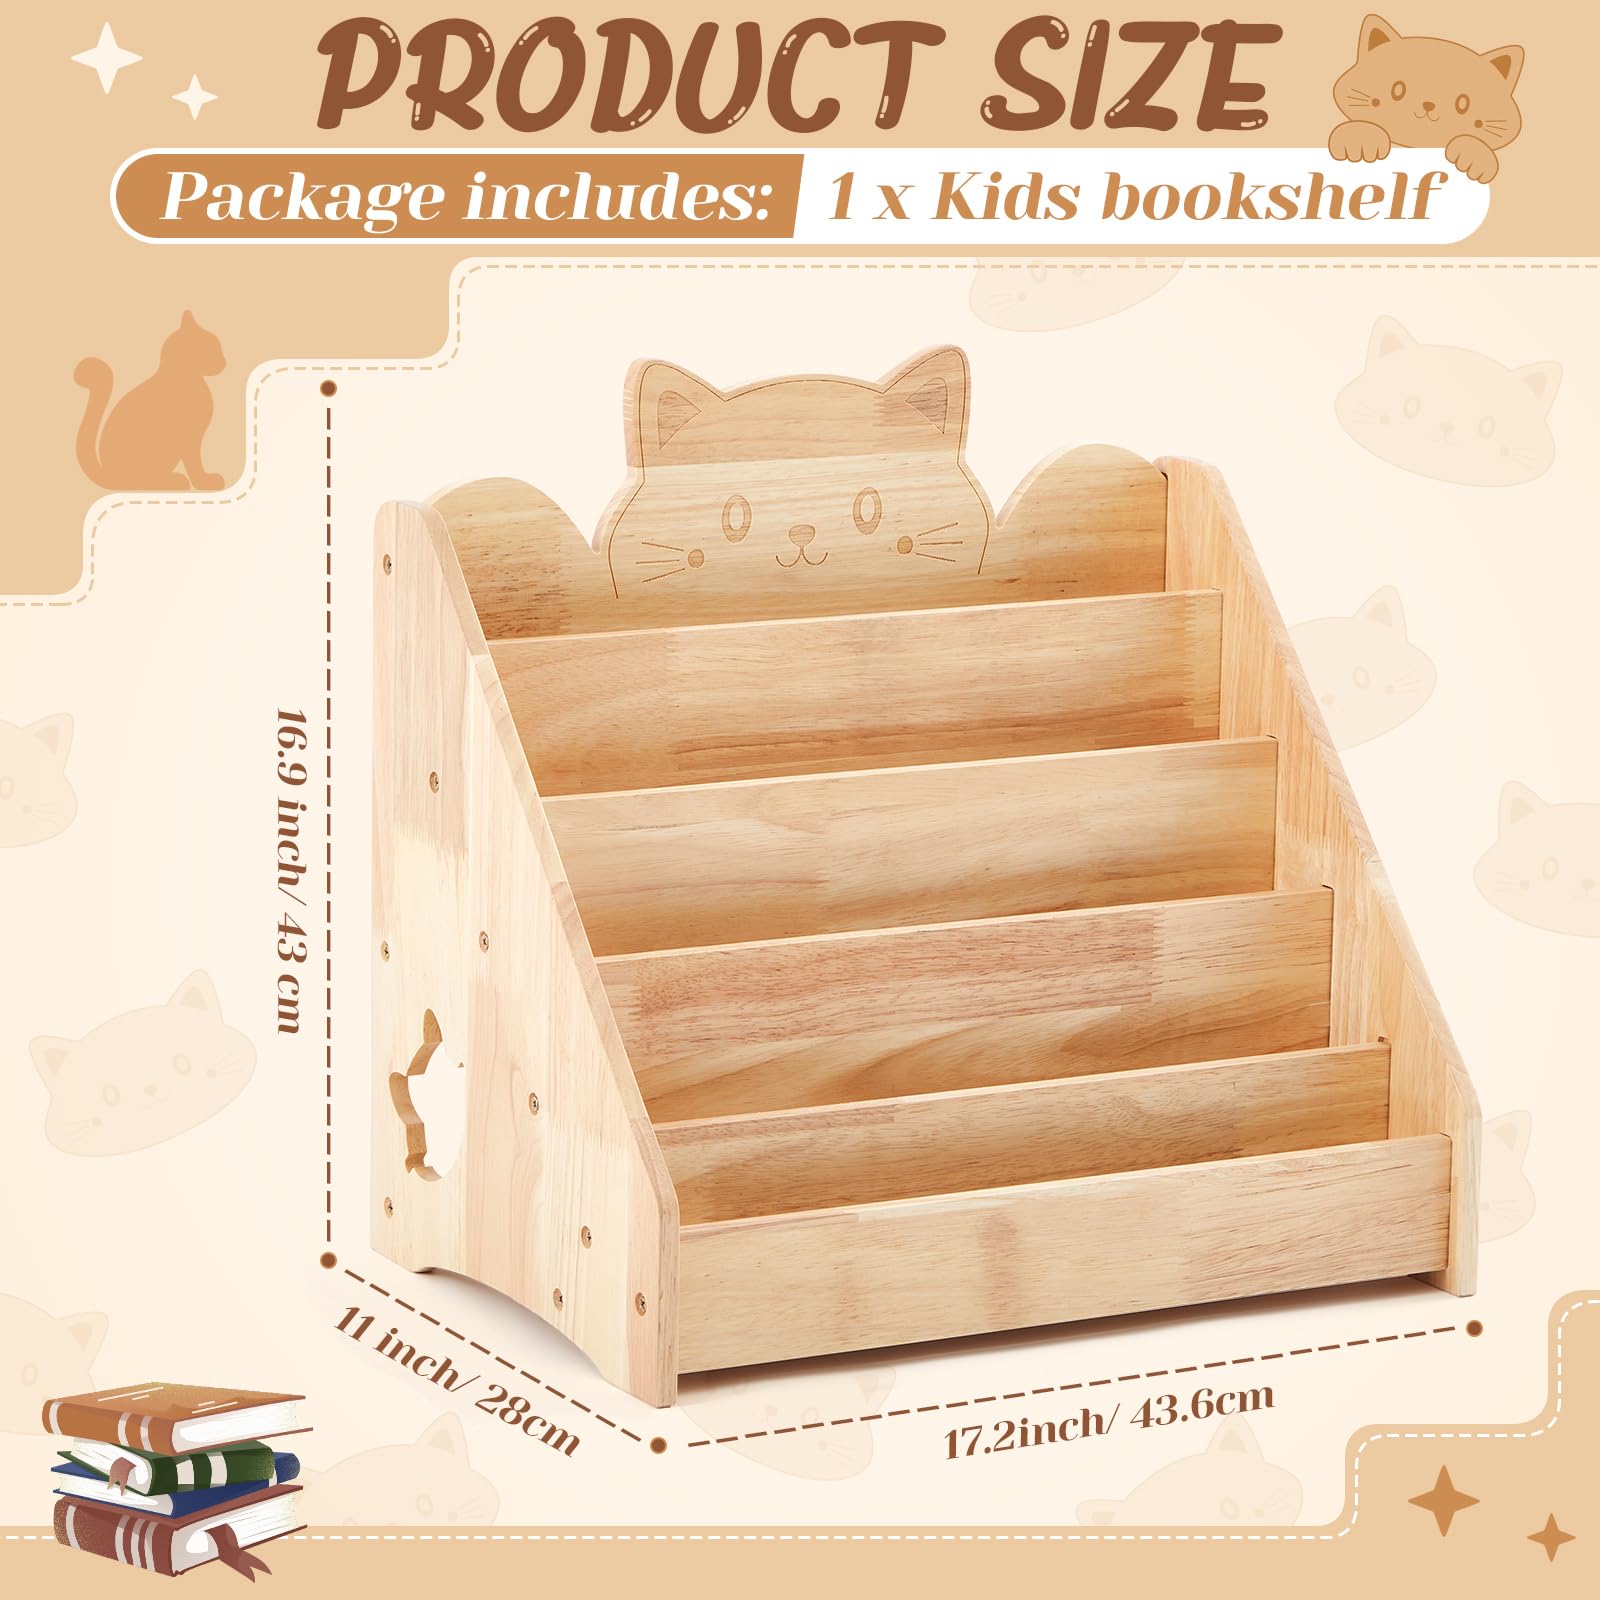 PRODUCT SIZE
Package includes: 1 x Kids bookshelf
16.9 inch/ 43 cm
11 inch/ 28cm
17.2inch/ 43.6cm